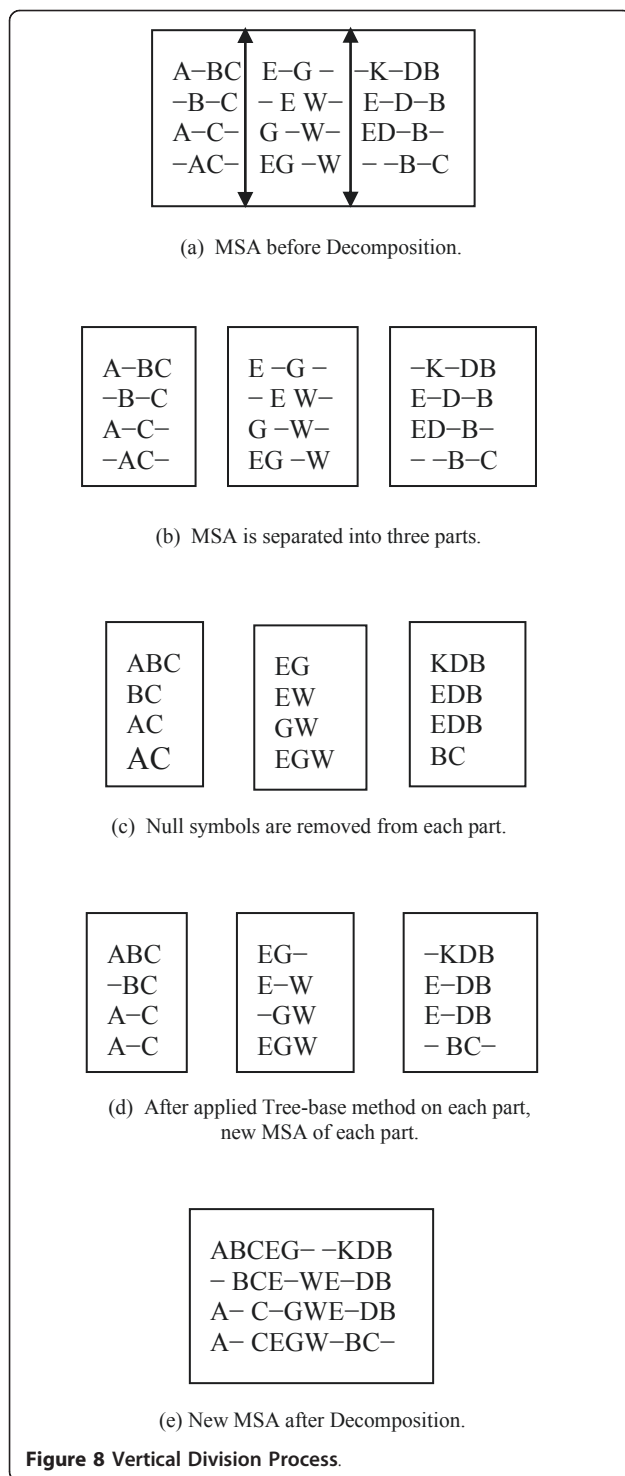 A–BC E–G – –K–DB
–B–C – E W– E–D–B
A–C– G –W– ED–B–
–AC– EG –W – –B–C
(a) MSA before Decomposition.
A–BC E –G – –K–DB
–B–C – E W– E–D–B
A–C– G –W– ED–B–
–AC– EG –W – –B–C
(b) MSA is separated into three parts.
ABC EG KDB
BC EW EDB
AC GW EDB
AC EGW BC
(c) Null symbols are removed from each part.
ABC EG– –KDB
–BC E–W E–DB
A–C –GW E–DB
A–C EGW – BC–
(d) After applied Tree-base method on each part,
new MSA of each part.
ABCEG– –KDB
– BCE–WE–DB
A– C–GWE–DB
A– CEGW–BC–
(e) New MSA after Decomposition.
Figure 8 Vertical Division Process.